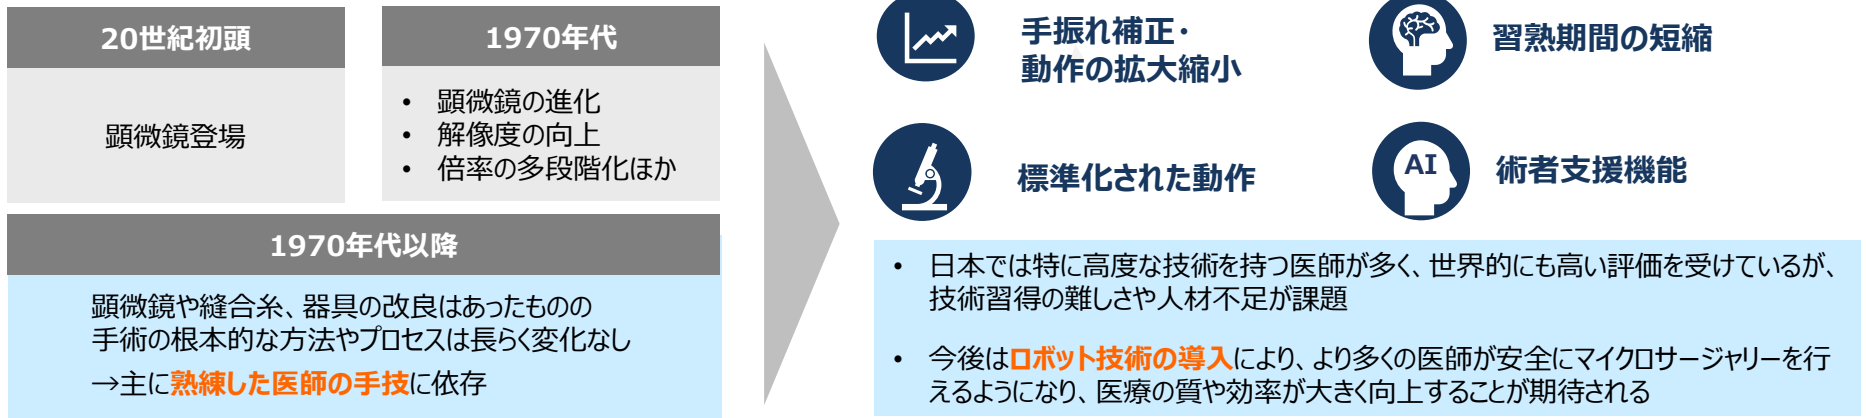 20世紀初頭
顕微鏡登場
1970年代
• 顕微鏡の進化
• 解像度の向上
• 倍率の多段階化ほか
1970年代以降
顕微鏡や縫合糸、器具の改良はあったものの
手術の根本的な方法やプロセスは長らく変化なし
→主に熟練した医師の手技に依存
手振れ補正・
動作の拡大縮小
習熟期間の短縮
標準化された動作
AI
術者支援機能
• 日本では特に高度な技術を持つ医師が多く、世界的にも高い評価を受けているが、
技術習得の難しさや人材不足が課題
• 今後はロボット技術の導入により、より多くの医師が安全にマイクロサージャリーを行
えるようになり、医療の質や効率が大きく向上することが期待される